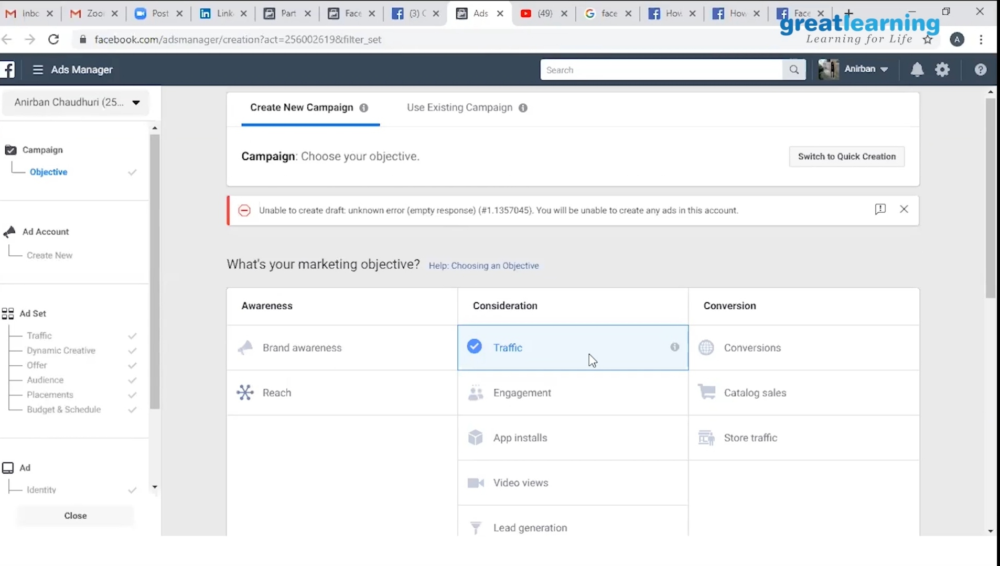 Inbc
Zoor
Post
Link
Part
Face
(3) C
Ads
(49)
face
How
How
Face
greatlearning
Learning for Life
facebook.com/adsmanager/creation?act=256002619&filter_set
A
Ads Manager
Search
Anirban
Anirban Chaudhuri (25...
Create New Campaign
Use Existing Campaign
Campaign
Objective
Campaign: Choose your objective.
Switch to Quick Creation
Unable to create draft: unknown error (empty response) (#1.1357045). You will be unable to create any ads in this account.
Ad Account
Create New
What's your marketing objective? Help: Choosing an Objective
Awareness
Consideration
Conversion
Ad Set
Traffic
Dynamic Creative
Offer
Audience
Placements
Budget & Schedule
Brand awareness
Traffic
Conversions
Reach
Engagement
Catalog sales
App installs
Store traffic
Video views
Lead generation
Ad
Identity
Close